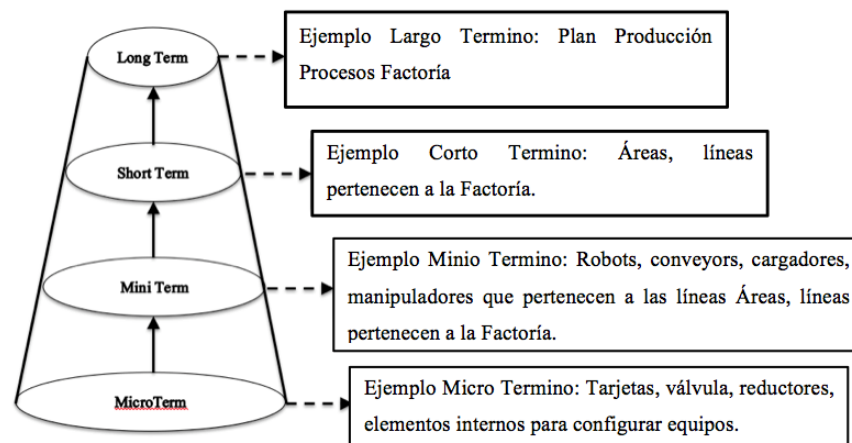 Long Term
Ejemplo Largo Termino: Plan Producción
Procesos Factoría
Short Term
Ejemplo Corto Termino: Áreas, líneas
pertenecen a la Factoría.
Mini Term
Ejemplo Minio Termino: Robots, conveyors, cargadores,
manipuladores que pertenecen a las líneas Áreas, líneas
pertenecen a la Factoría.
MicroTerm
Ejemplo Micro Termino: Tarjetas, válvula, reductores,
elementos internos para configurar equipos.